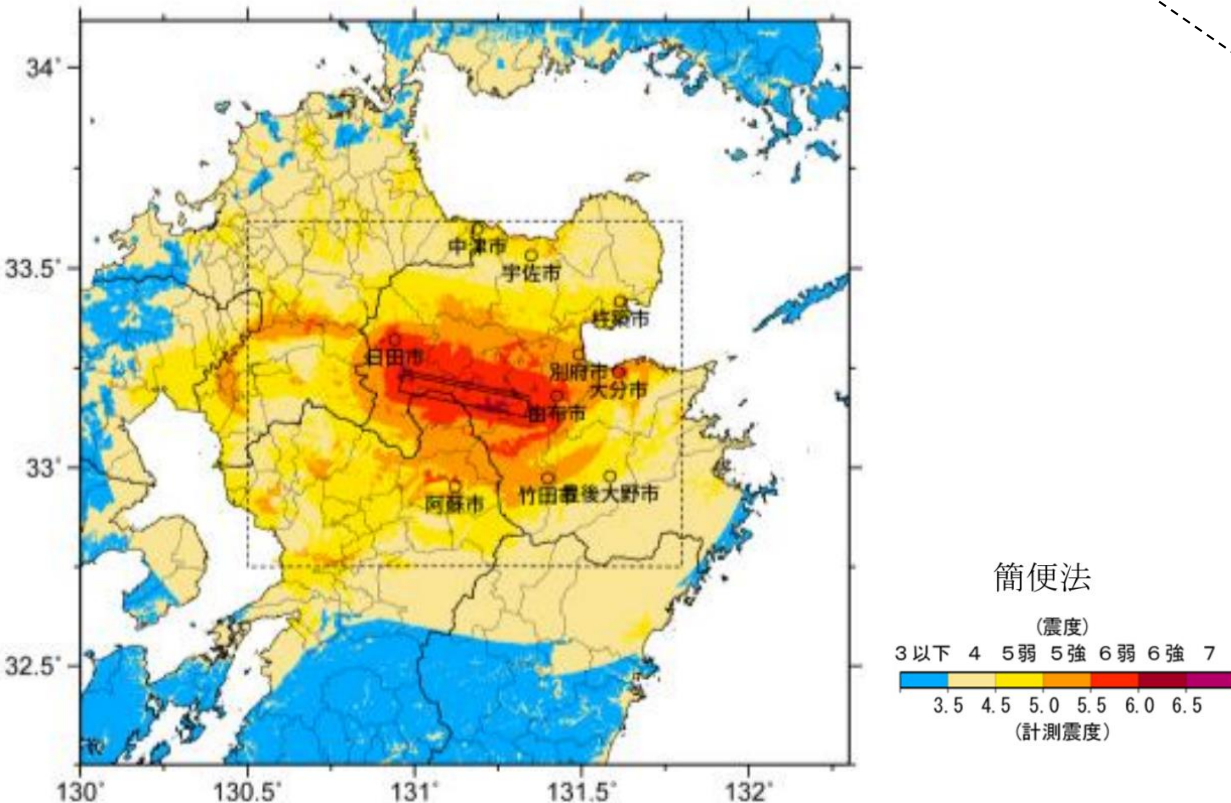 34°
33.5°
33°
32.5°
130°
130.5°
131°
131.5°
132°
中津市
宇佐市
杵築市
日田市
別府市
大分市
由布市
阿蘇市
竹田市
豊後大野市
簡便法
(震度)
3以下 4 5弱 5強 6弱 6強 7
3.5 4.5 5.0 5.5 6.0 6.5
(計測震度)